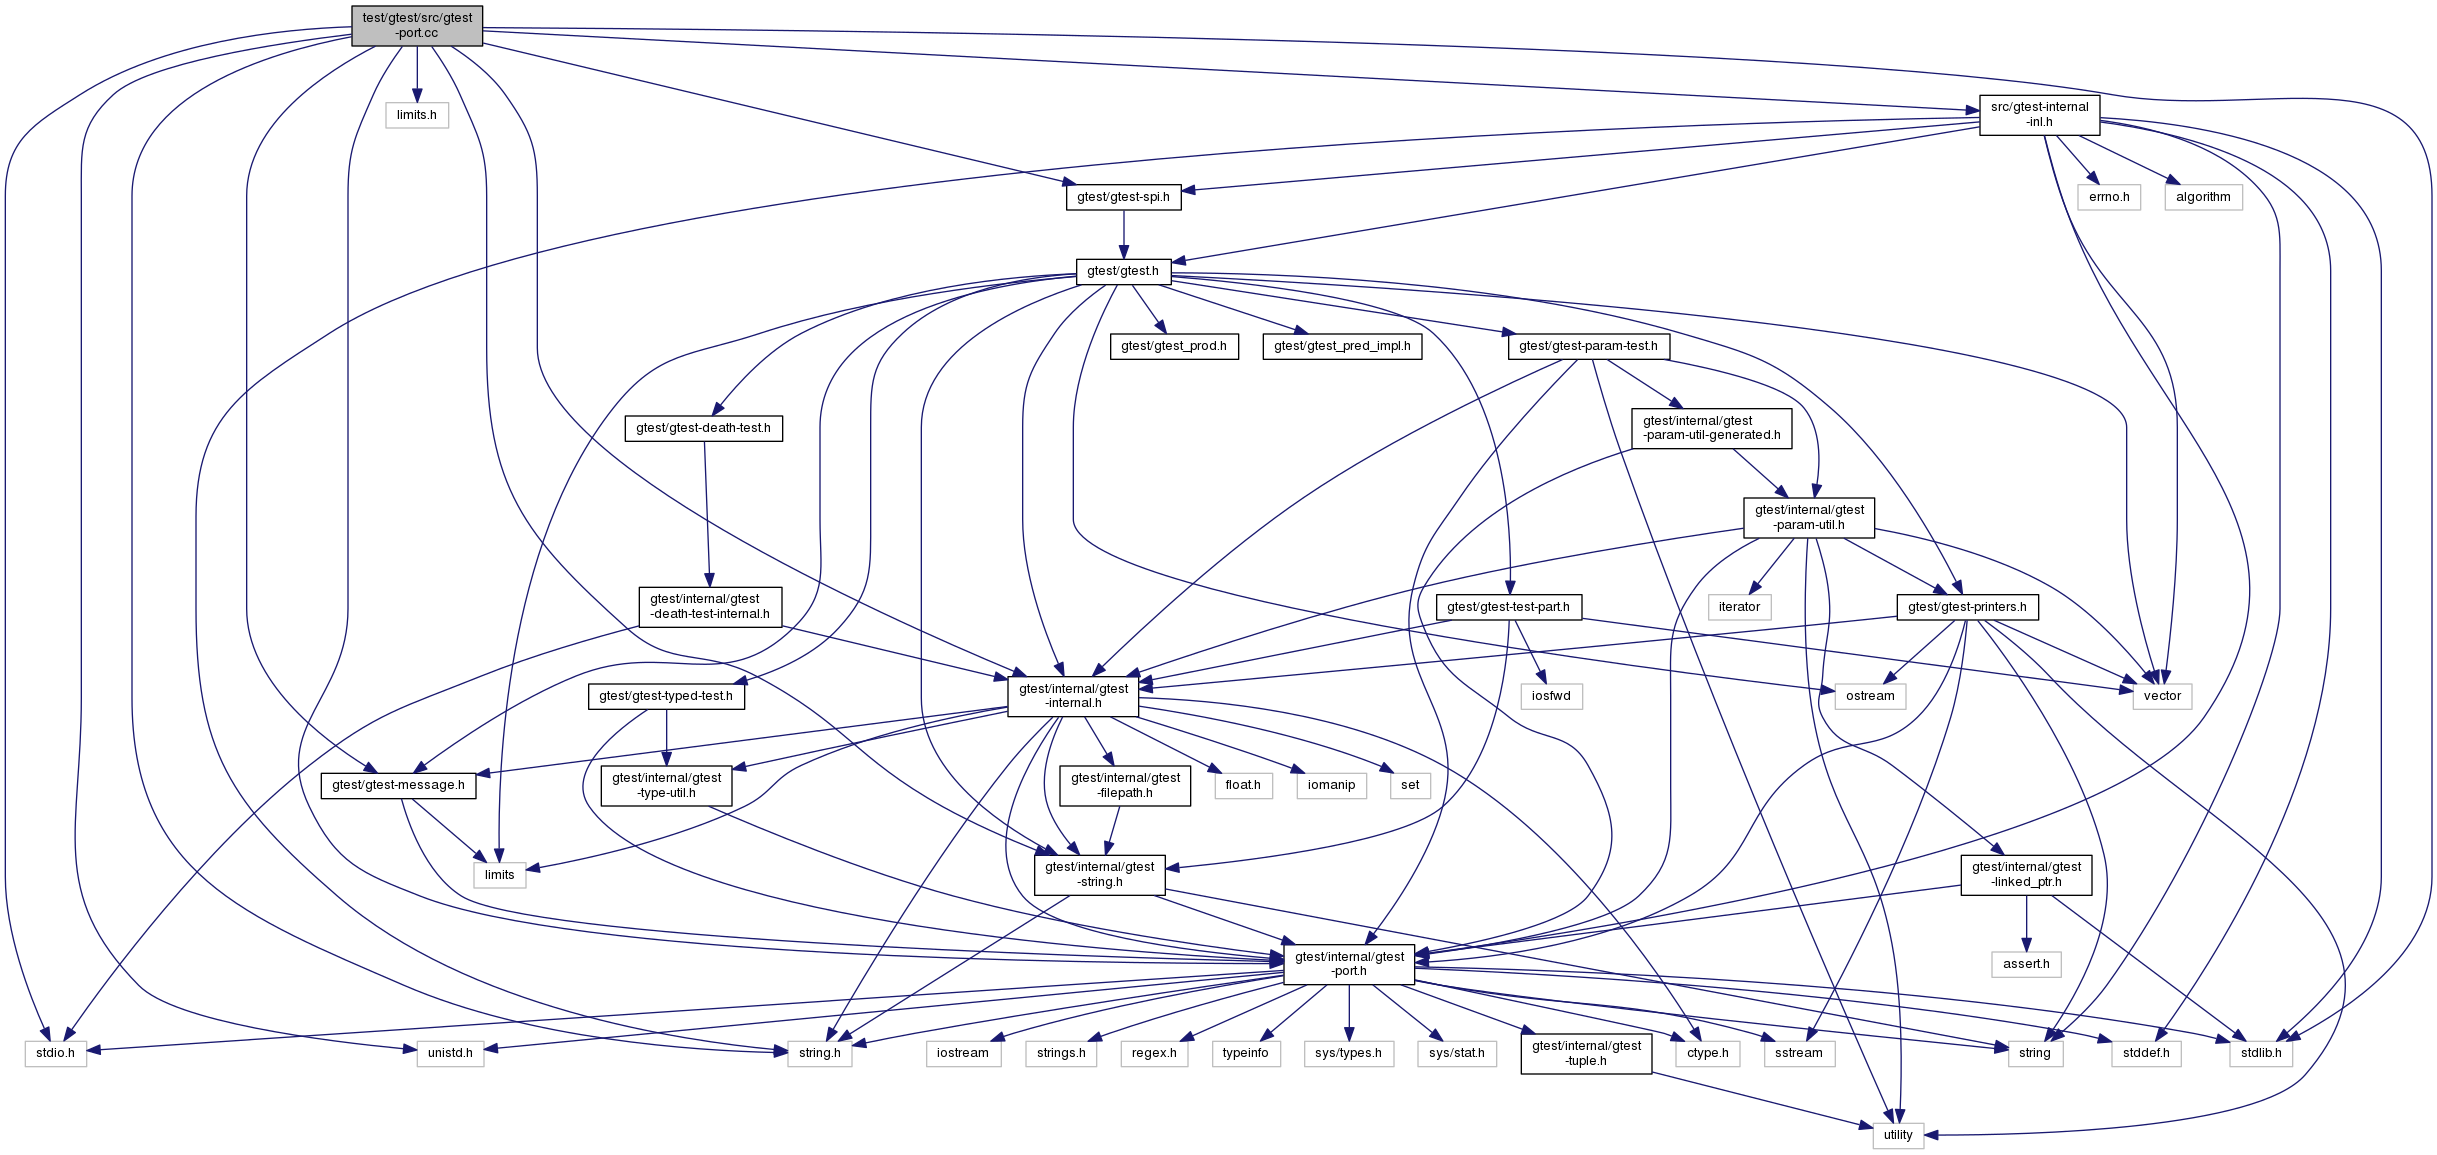 test/gtest/src/gtest
-port.cc
limits.h
src/gtest-internal
-inl.h
gtest/gtest-spi.h
errno.h
algorithm
gtest/gtest.h
gtest/gtest_prod.h
gtest/gtest_pred_impl.h
gtest/gtest-param-test.h
gtest/gtest-death-test.h
gtest/internal/gtest
-param-util-generated.h
gtest/internal/gtest
-param-util.h
gtest/internal/gtest
-death-test-internal.h
gtest/gtest-test-part.h
iterator
gtest/gtest-printers.h
gtest/gtest-typed-test.h
gtest/internal/gtest
-internal.h
iosfwd
ostream
vector
gtest/gtest-message.h
gtest/internal/gtest
-type-util.h
gtest/internal/gtest
-filepath.h
float.h
iomanip
set
limits
gtest/internal/gtest
-string.h
gtest/internal/gtest
-linked_ptr.h
gtest/internal/gtest
-port.h
assert.h
stdio.h
unistd.h
string.h
iostream
strings.h
regex.h
typeinfo
sys/types.h
sys/stat.h
gtest/internal/gtest
-tuple.h
ctype.h
sstream
string
stddef.h
stdlib.h
utility